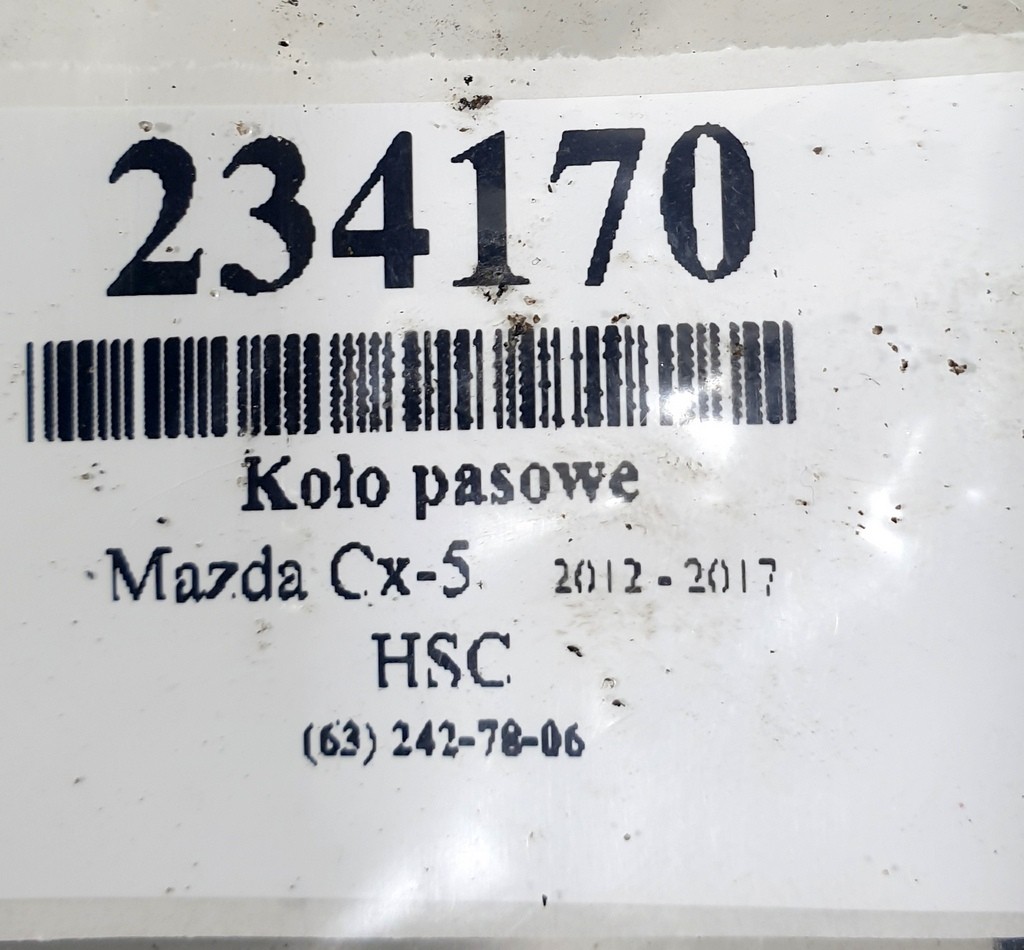 234170
Koło pasowe
Mazda Cx-5 2012 - 2017
HSC
(63) 242-78-06